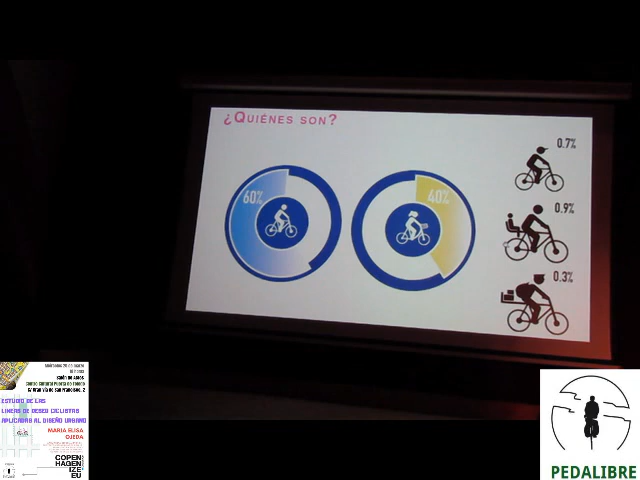 ¿QUIÉNES SON?
60%
40%
0.7%
0.9%
0.3%
ESTUDIO DE LAS
LINEAS DE DESEO CICLISTAS
APLICADAS AL DISEÑO URBANO
MARIA ELISA
OJEDA
COPEN
HAGEN
IZE
EU
PEDALIBRE